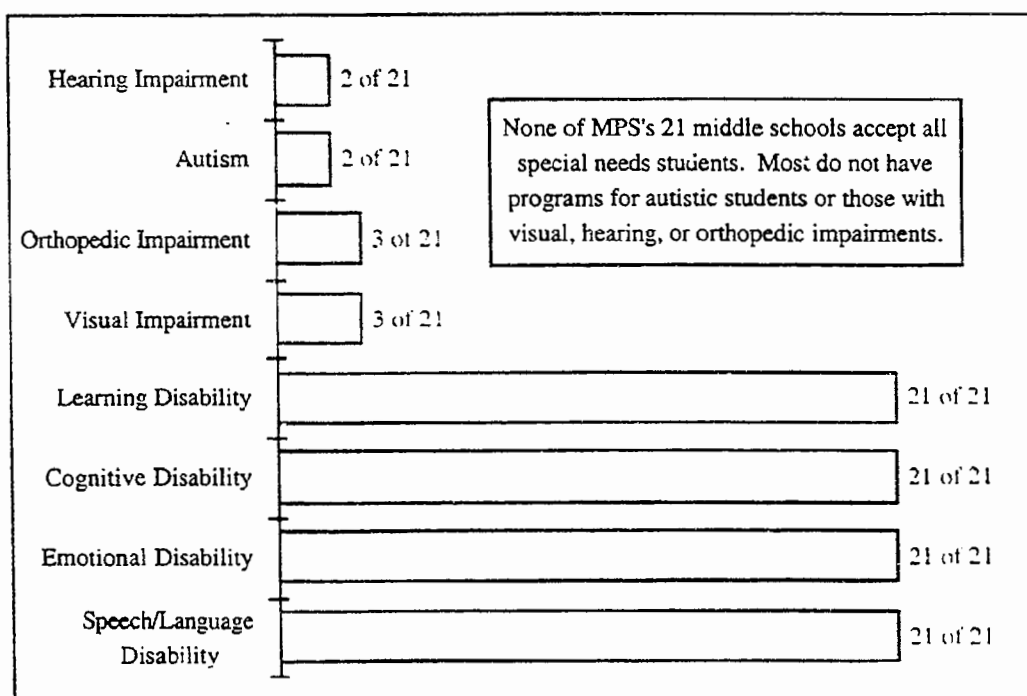 Hearing Impairment 2 of 21
Autism 2 of 21
Orthopedic Impairment 3 of 21
Visual Impairment 3 of 21
Learning Disability 21 of 21
Cognitive Disability 21 of 21
Emotional Disability 21 of 21
Speech/Language
Disability 21 of 21
None of MPS's 21 middle schools accept all
special needs students. Most do not have
programs for autistic students or those with
visual, hearing, or orthopedic impairments.